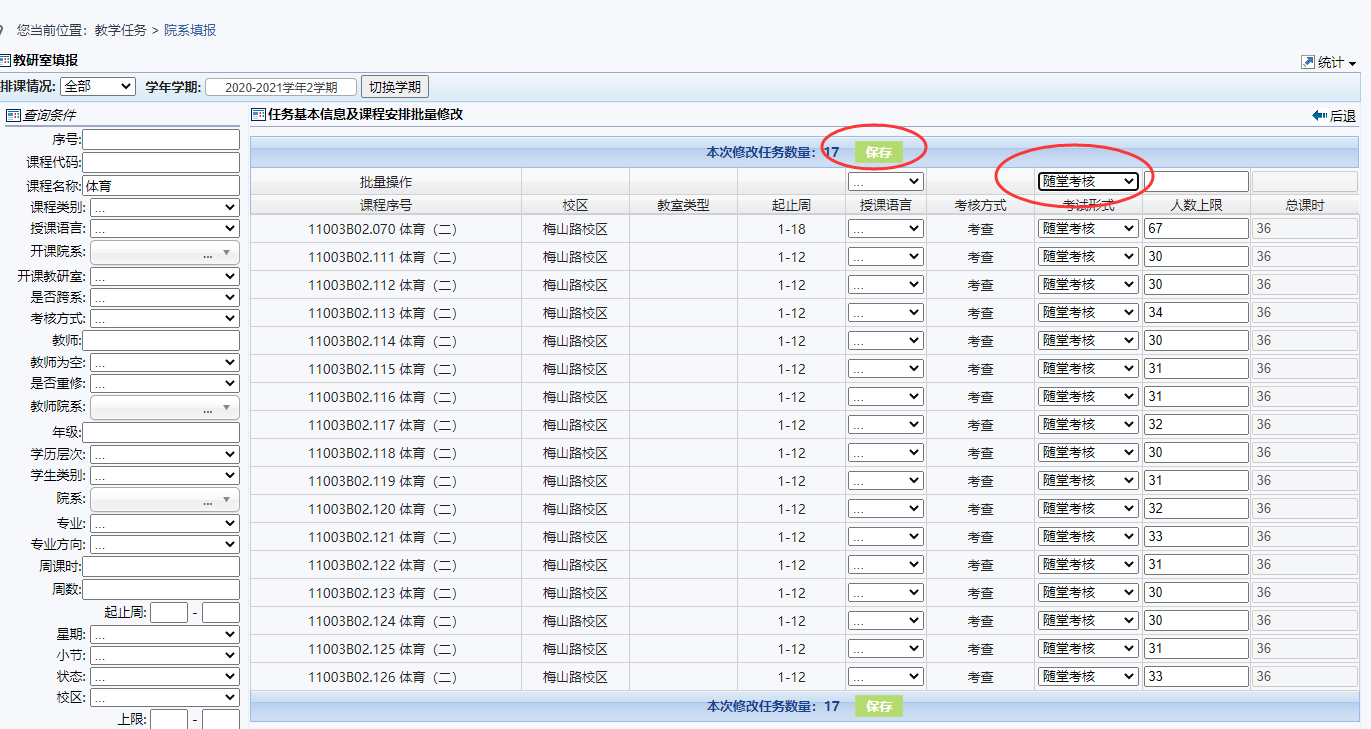 您当前位置：教学任务 > 院系填报
教研室填报
统计
排课情况: 全部 学年学期: 2020-2021学年2学期 切换学期
查询条件
任务基本信息及课程安排批量修改
后退
序号:
课程代码:
课程名称: 体育
课程类别: ...
授课语言: ...
开课院系: ...
开课教研室: ...
是否跨系: ...
考核方式: ...
教师:
教师为空: ...
是否重修: ...
教师院系: ...
年级:
学历层次: ...
学生类别: ...
院系: ...
专业: ...
专业方向: ...
周课时:
周数:
起止周: -
星期: ...
小节: ...
状态: ...
校区: ...
上限: -
本次修改任务数量：17 保存
批量操作 ... 随堂考核
课程序号 校区 教室类型 起止周 授课语言 考核方式 考试形式 人数上限 总课时
11003B02.070 体育（二） 梅山路校区 1-18 ... 考查 随堂考核 67 36
11003B02.111 体育（二） 梅山路校区 1-12 ... 考查 随堂考核 30 36
11003B02.112 体育（二） 梅山路校区 1-12 ... 考查 随堂考核 30 36
11003B02.113 体育（二） 梅山路校区 1-12 ... 考查 随堂考核 34 36
11003B02.114 体育（二） 梅山路校区 1-12 ... 考查 随堂考核 30 36
11003B02.115 体育（二） 梅山路校区 1-12 ... 考查 随堂考核 31 36
11003B02.116 体育（二） 梅山路校区 1-12 ... 考查 随堂考核 31 36
11003B02.117 体育（二） 梅山路校区 1-12 ... 考查 随堂考核 32 36
11003B02.118 体育（二） 梅山路校区 1-12 ... 考查 随堂考核 30 36
11003B02.119 体育（二） 梅山路校区 1-12 ... 考查 随堂考核 31 36
11003B02.120 体育（二） 梅山路校区 1-12 ... 考查 随堂考核 32 36
11003B02.121 体育（二） 梅山路校区 1-12 ... 考查 随堂考核 33 36
11003B02.122 体育（二） 梅山路校区 1-12 ... 考查 随堂考核 31 36
11003B02.123 体育（二） 梅山路校区 1-12 ... 考查 随堂考核 30 36
11003B02.124 体育（二） 梅山路校区 1-12 ... 考查 随堂考核 30 36
11003B02.125 体育（二） 梅山路校区 1-12 ... 考查 随堂考核 31 36
11003B02.126 体育（二） 梅山路校区 1-12 ... 考查 随堂考核 33 36
本次修改任务数量：17 保存